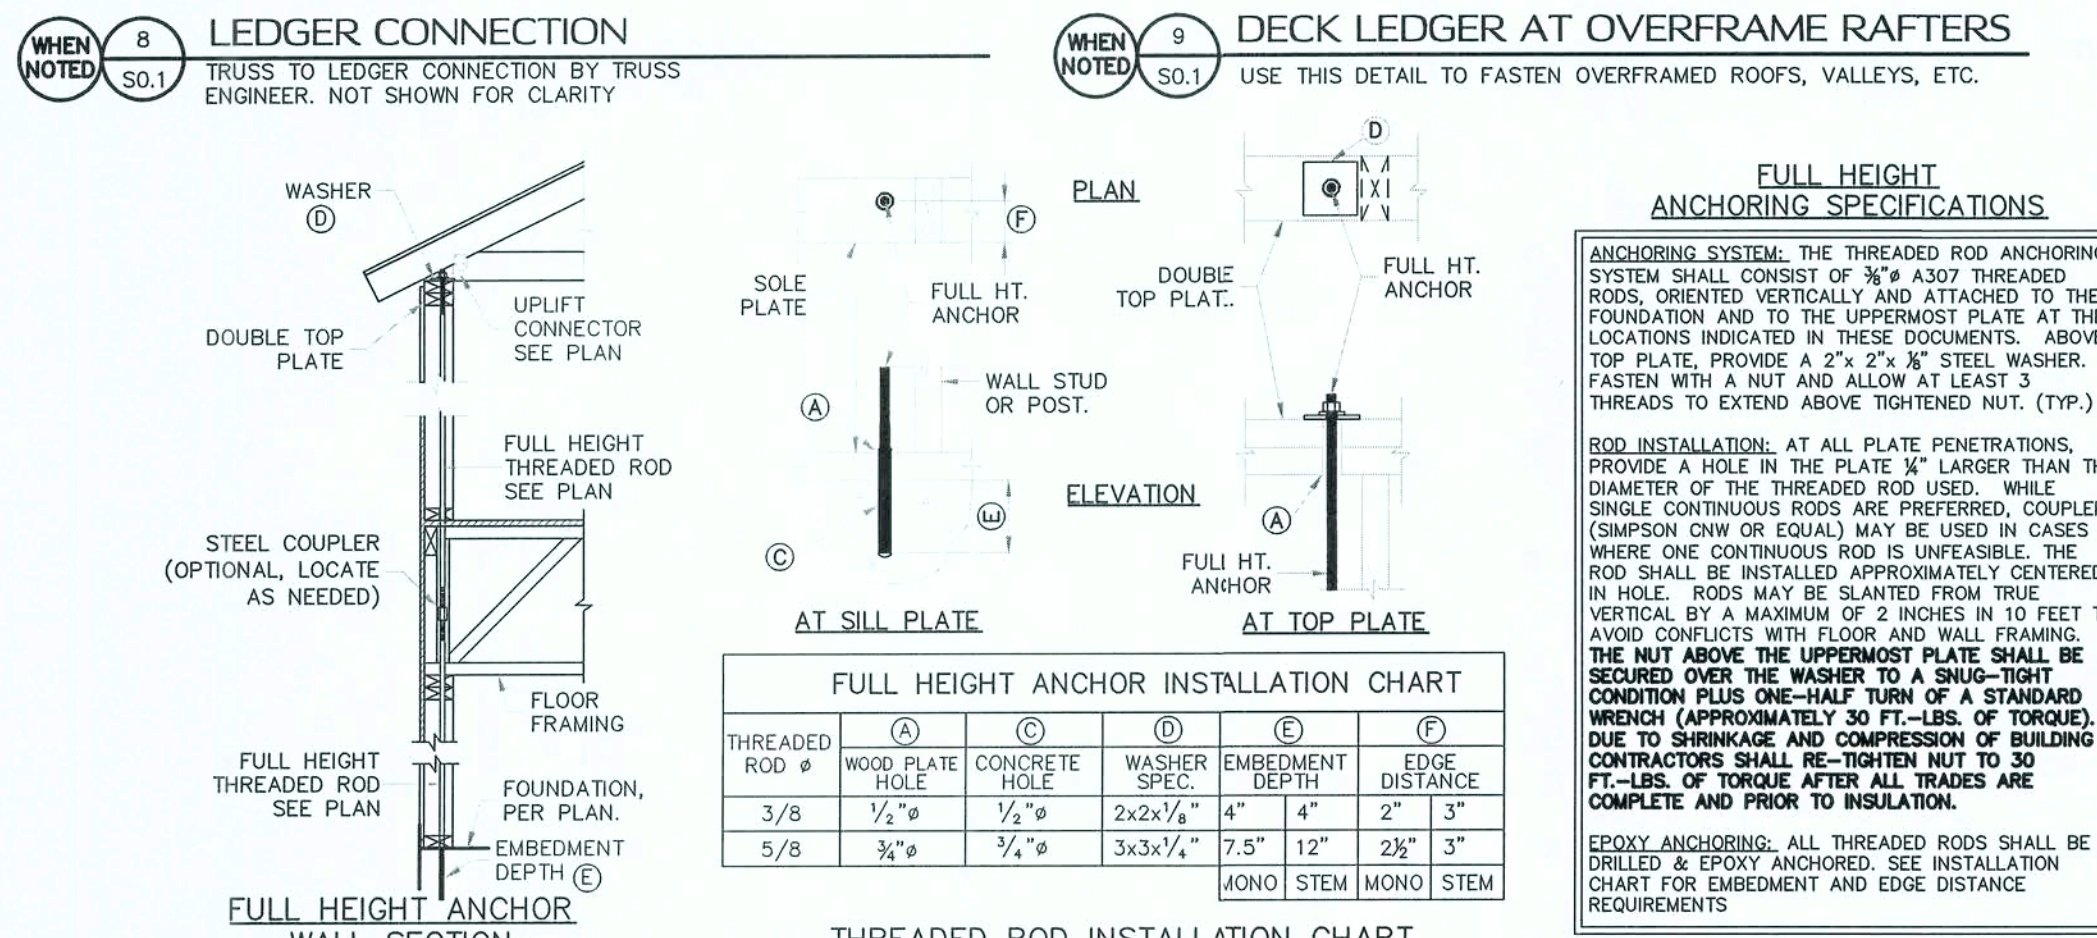 WHEN NOTED
8
S0.1
LEDGER CONNECTION
TRUSS TO LEDGER CONNECTION BY TRUSS
ENGINEER. NOT SHOWN FOR CLARITY
WHEN NOTED
9
S0.1
DECK LEDGER AT OVERFRAME RAFTERS
USE THIS DETAIL TO FASTEN OVERFRAMED ROOFS, VALLEYS, ETC.
WASHER
D
DOUBLE TOP
PLATE
UPLIFT
CONNECTOR
SEE PLAN
FULL HEIGHT
THREADED ROD
SEE PLAN
STEEL COUPLER
(OPTIONAL, LOCATE
AS NEEDED)
FLOOR
FRAMING
FULL HEIGHT
THREADED ROD
SEE PLAN
FOUNDATION,
PER PLAN.
EMBEDMENT
DEPTH E
FULL HEIGHT ANCHOR
WALL SECTION
PLAN
F
SOLE
PLATE
FULL HT.
ANCHOR
A
WALL STUD
OR POST.
ELEVATION
E
C
AT SILL PLATE
D
DOUBLE
TOP PLAT
FULL HT.
ANCHOR
A
FULL HT.
ANCHOR
AT TOP PLATE
FULL HEIGHT ANCHOR INSTALLATION CHART
THREADED ROD ø
A WOOD PLATE HOLE
C CONCRETE HOLE
D WASHER SPEC.
E EMBEDMENT DEPTH
F EDGE DISTANCE
3/8 1/2"ø 1/2"ø 2x2x1/8" 4" 4" 2" 3"
5/8 3/4"ø 3/4"ø 3x3x1/4" 7.5" 12" 2½" 3"
MONO STEM MONO STEM
THREADED ROD INSTALLATION CHART
FULL HEIGHT
ANCHORING SPECIFICATIONS
ANCHORING SYSTEM: THE THREADED ROD ANCHORING
SYSTEM SHALL CONSIST OF ⅜"ø A307 THREADED
RODS, ORIENTED VERTICALLY AND ATTACHED TO THE
FOUNDATION AND TO THE UPPERMOST PLATE AT TH
LOCATIONS INDICATED IN THESE DOCUMENTS. ABOVE
TOP PLATE, PROVIDE A 2"x 2"x ⅛" STEEL WASHER.
FASTEN WITH A NUT AND ALLOW AT LEAST 3
THREADS TO EXTEND ABOVE TIGHTENED NUT. (TYP.)
ROD INSTALLATION: AT ALL PLATE PENETRATIONS,
PROVIDE A HOLE IN THE PLATE ¼" LARGER THAN TH
DIAMETER OF THE THREADED ROD USED. WHILE
SINGLE CONTINUOUS RODS ARE PREFERRED, COUPLE
(SIMPSON CNW OR EQUAL) MAY BE USED IN CASES
WHERE ONE CONTINUOUS ROD IS UNFEASIBLE. THE
ROD SHALL BE INSTALLED APPROXIMATELY CENTERED
IN HOLE. RODS MAY BE SLANTED FROM TRUE
VERTICAL BY A MAXIMUM OF 2 INCHES IN 10 FEET T
AVOID CONFLICTS WITH FLOOR AND WALL FRAMING.
THE NUT ABOVE THE UPPERMOST PLATE SHALL BE
SECURED OVER THE WASHER TO A SNUG-TIGHT
CONDITION PLUS ONE-HALF TURN OF A STANDARD
WRENCH (APPROXIMATELY 30 FT.-LBS. OF TORQUE).
DUE TO SHRINKAGE AND COMPRESSION OF BUILDING
CONTRACTORS SHALL RE-TIGHTEN NUT TO 30
FT.-LBS. OF TORQUE AFTER ALL TRADES ARE
COMPLETE AND PRIOR TO INSULATION.
EPOXY ANCHORING: ALL THREADED RODS SHALL BE
DRILLED & EPOXY ANCHORED. SEE INSTALLATION
CHART FOR EMBEDMENT AND EDGE DISTANCE
REQUIREMENTS